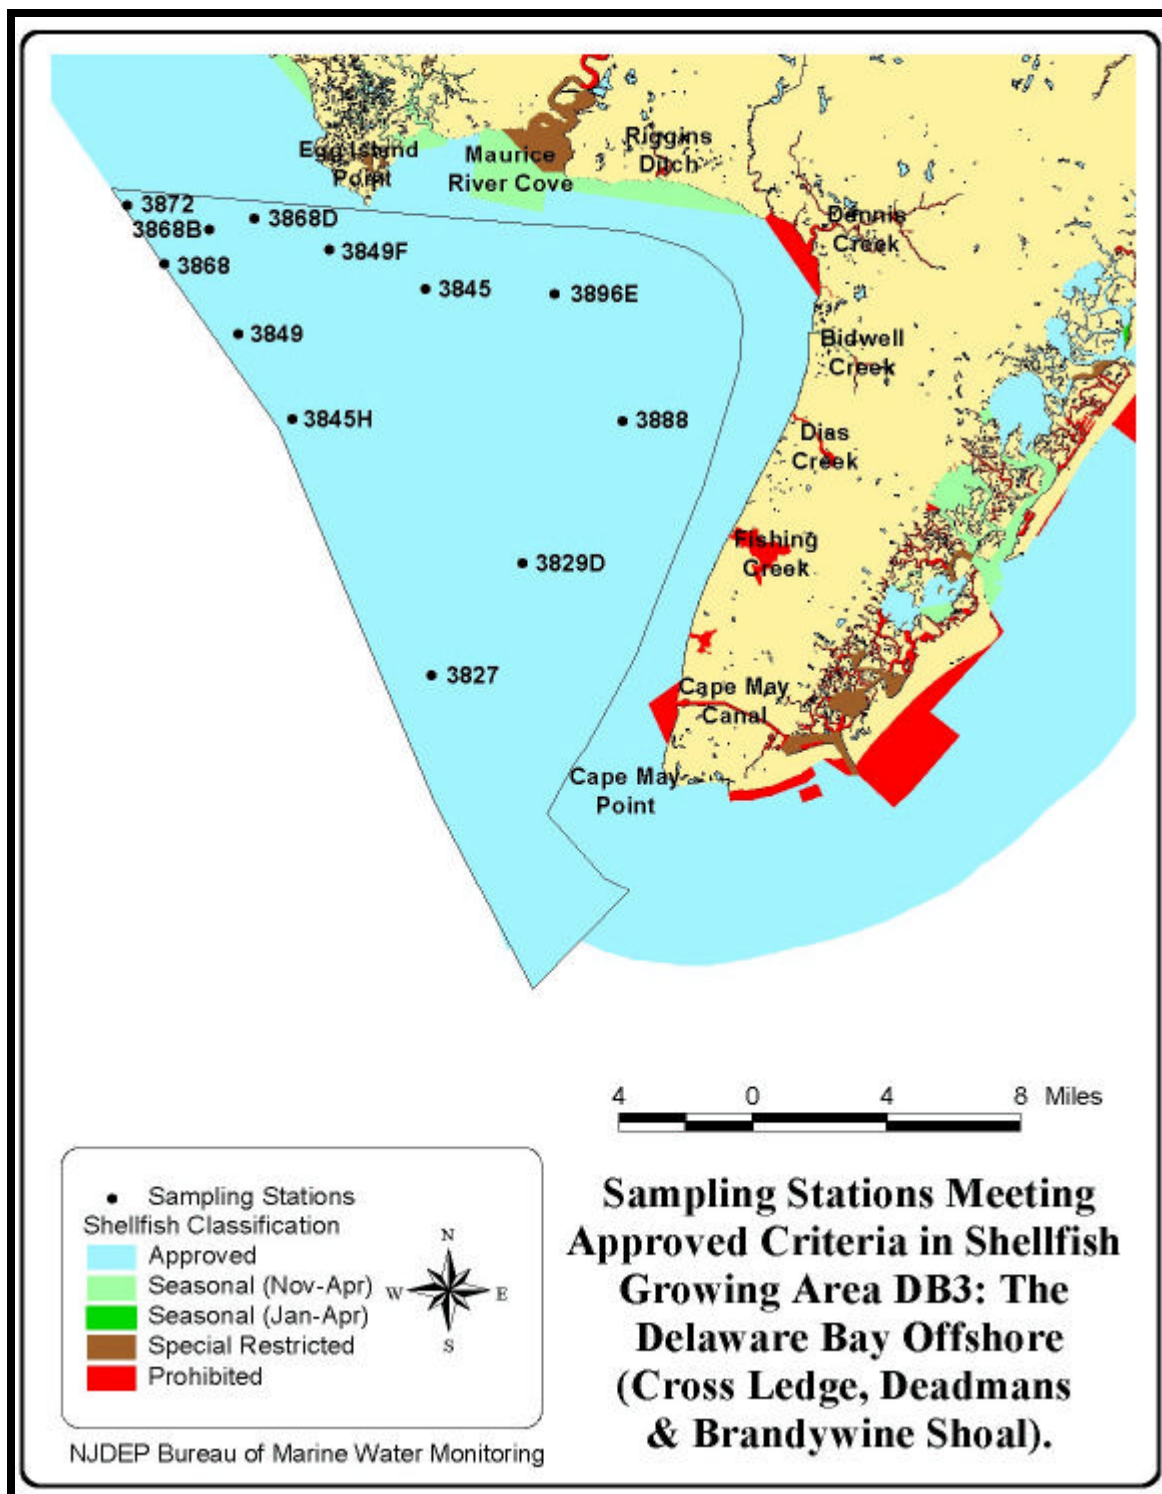 Egg Island
Point
Maurice
River Cove
Riggins
Ditch
3872
3868B
3868D
3868
3849F
Dennis
Creek
3845
3896E
3849
Bidwell
Creek
3845H
3888
Dias
Creek
Fishing
Creek
3829D
3827
Cape May
Canal
Cape May
Point
4 0 4 8 Miles
Sampling Stations
Shellfish Classification
Approved
Seasonal (Nov-Apr)
Seasonal (Jan-Apr)
Special Restricted
Prohibited
N
W E
S
NJDEP Bureau of Marine Water Monitoring
Sampling Stations Meeting
Approved Criteria in Shellfish
Growing Area DB3: The
Delaware Bay Offshore
(Cross Ledge, Deadmans
& Brandywine Shoal).